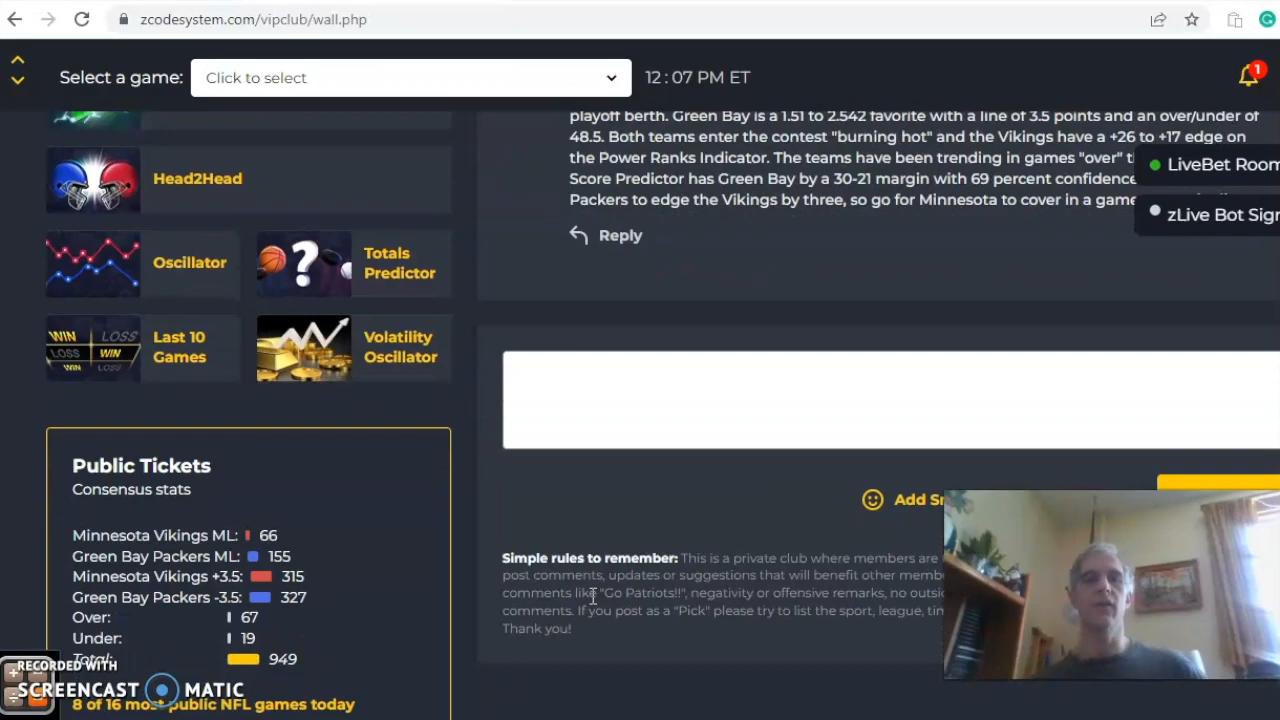 zcodesystem.com/vipclub/wall.php
1
Select a game: Click to select 12:07 PM ET
playoff berth. Green Bay is a 1.51 to 2.542 favorite with a line of 3.5 points and an over/under of
48.5. Both teams enter the contest "burning hot" and the Vikings have a +26 to +17 edge on
the Power Ranks Indicator. The teams have been trending in games "over"
Score Predictor has Green Bay by a 30-21 margin with 69 percent confidence
Packers to edge the Vikings by three, so go for Minnesota to cover in a game
Reply
LiveBet Room
zLive Bot
Head2Head
Oscillator
Totals
Predictor
WIN LOSS
LOSS WIN
WIN LOSS
Last 10
Games
Volatility
Oscillator
Public Tickets
Consensus stats
Minnesota Vikings ML: 66
Green Bay Packers ML: 155
Minnesota Vikings +3.5: 315
Green Bay Packers -3.5: 327
Over: 67
Under: 19
Total: 949
8 of 16 most public NFL games today
Add
Simple rules to remember: This is a private club where members are
post comments, updates or suggestions that will benefit other
comments like "Go Patriots!!", negativity or offensive remarks, no
comments. If you post as a "Pick" please try to list the sport, league,
Thank you!
RECORDED WITH
SCREENCAST MATIC